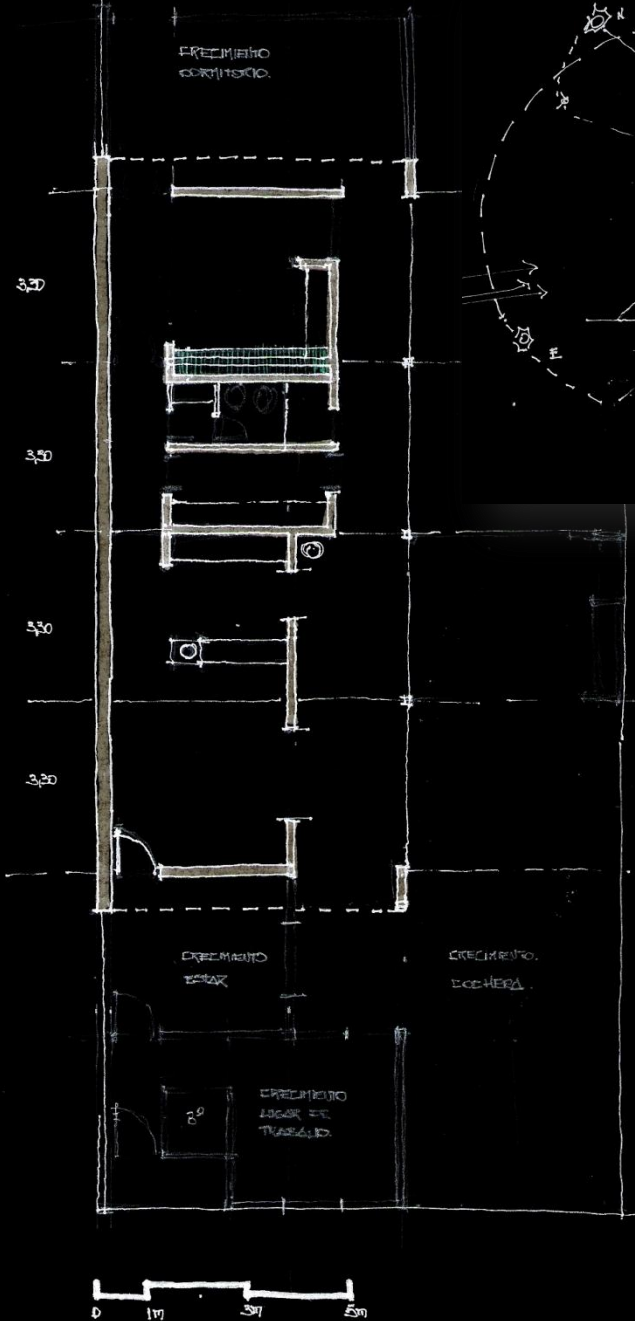 CRECIMIENTO
DORMITORIO.
N
3,30
E
3,50
3,30
3,30
CRECIMIENTO
ESTAR
CRECIMIENTO.
COCHERA.
CRECIMIENTO
LUGAR DE
TRABAJO.
0 1m 3m 5m